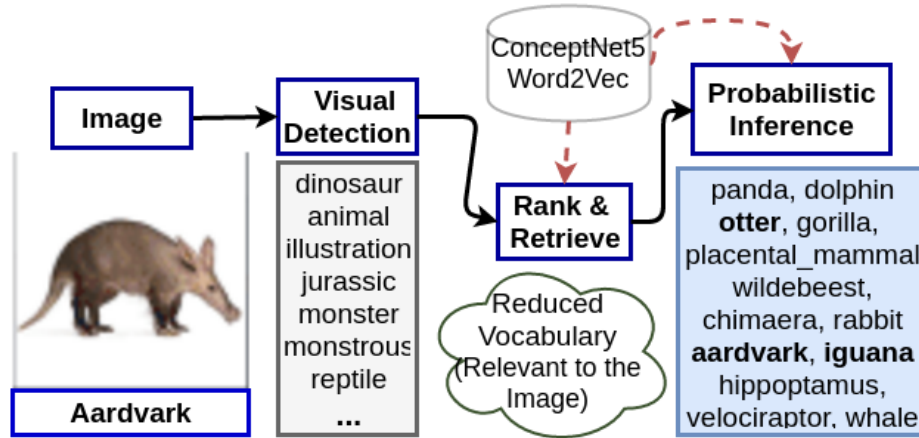 Image
Aardvark
Visual
Detection
dinosaur
animal
illustration
jurassic
monster
monstrous
reptile
...
ConceptNet5
Word2Vec
Rank &
Retrieve
Reduced
Vocabulary
(Relevant to the
Image)
Probabilistic
Inference
panda, dolphin
otter, gorilla,
placental_mammal
wildebeest,
chimaera, rabbit
aardvark, iguana
hippoptamus,
velociraptor, whale